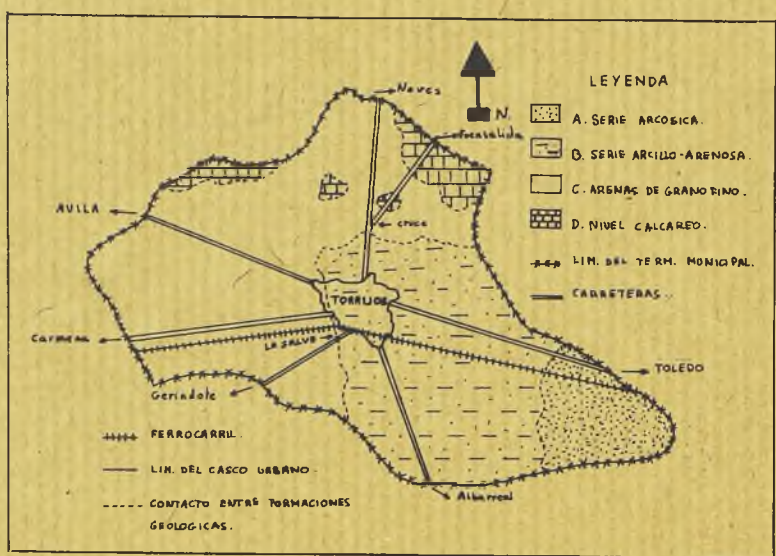 Noves
N.
Fuensalida
AVILA
cruce
TORRIJOS
Carmena
LA SALVE
TOLEDO
Gerindote
Albarreal
LEYENDA
A. SERIE ARCOSICA.
B. SERIE ARCILLO-ARENOSA.
C. ARENAS DE GRANO FINO.
D. NIVEL CALCAREO.
LIM. DEL TERM. MUNICIPAL.
CARRETERAS.
FERROCARRIL.
LIM. DEL CASCO URBANO.
CONTACTO ENTRE FORMACIONES
GEOLOGICAS.